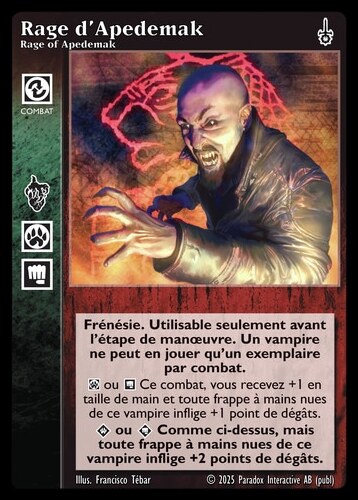 Rage d'Apedemak
Rage of Apedemak
COMBAT
Frénésie. Utilisable seulement avant
l'étape de manœuvre. Un vampire
ne peut en jouer qu'un exemplaire
par combat.
ou Ce combat, vous recevez +1 en
taille de main et toute frappe à mains nues
de ce vampire inflige +1 point de dégâts.
ou Comme ci-dessus, mais
toute frappe à mains nues de ce
vampire inflige +2 points de dégâts.
Illus. Francisco Tébar
© 2025 Paradox Interactive AB (publ)